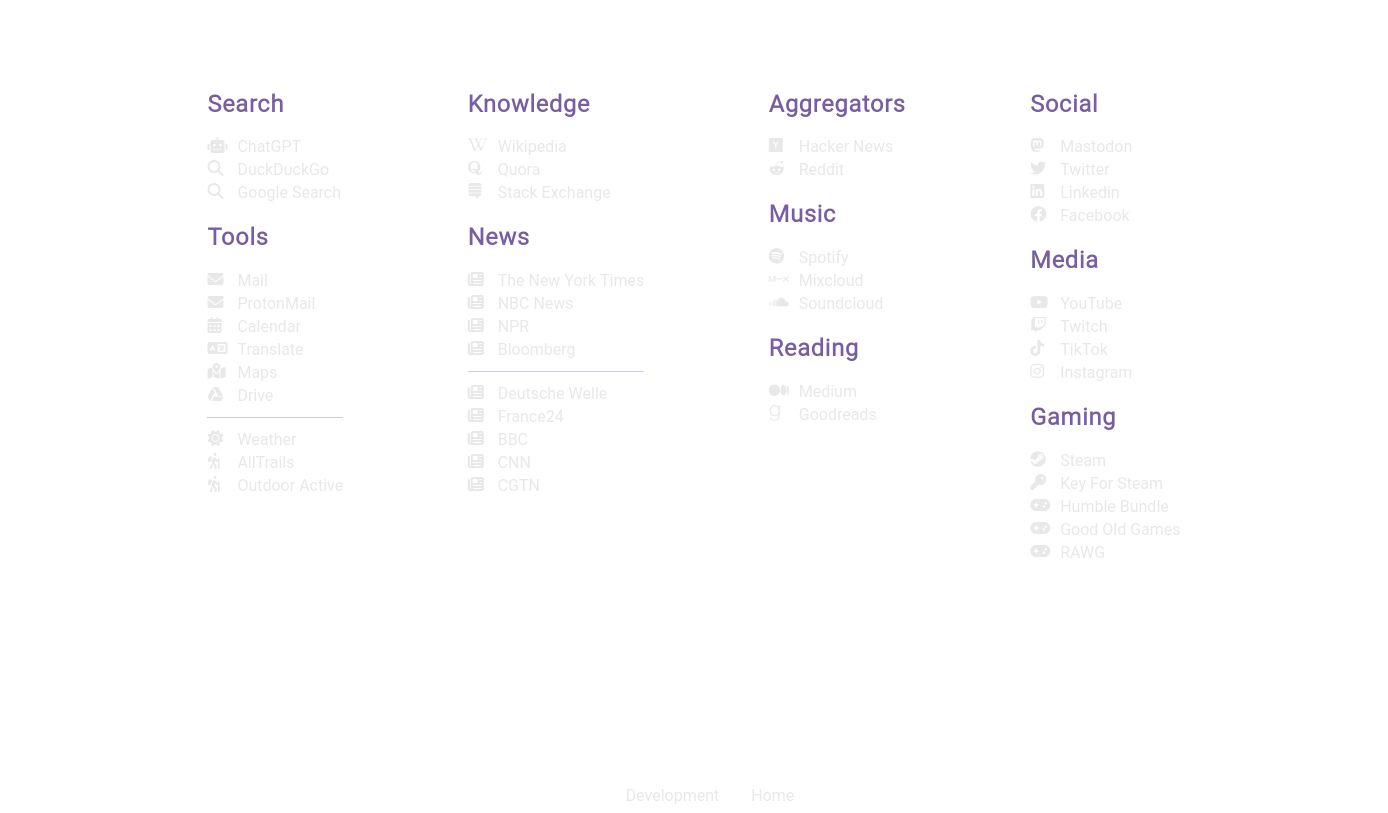 Search
ChatGPT
DuckDuckGo
Google Search
Tools
Mail
ProtonMail
Calendar
Translate
Maps
Drive
Weather
AllTrails
Outdoor Active
Knowledge
Wikipedia
Quora
Stack Exchange
News
The New York Times
NBC News
NPR
Bloomberg
Deutsche Welle
France24
BBC
CNN
CGTN
Aggregators
Hacker News
Reddit
Music
Spotify
Mixcloud
Soundcloud
Reading
Medium
Goodreads
Social
Mastodon
Twitter
Linkedin
Facebook
Media
YouTube
Twitch
TikTok
Instagram
Gaming
Steam
Key For Steam
Humble Bundle
Good Old Games
RAWG
Development Home